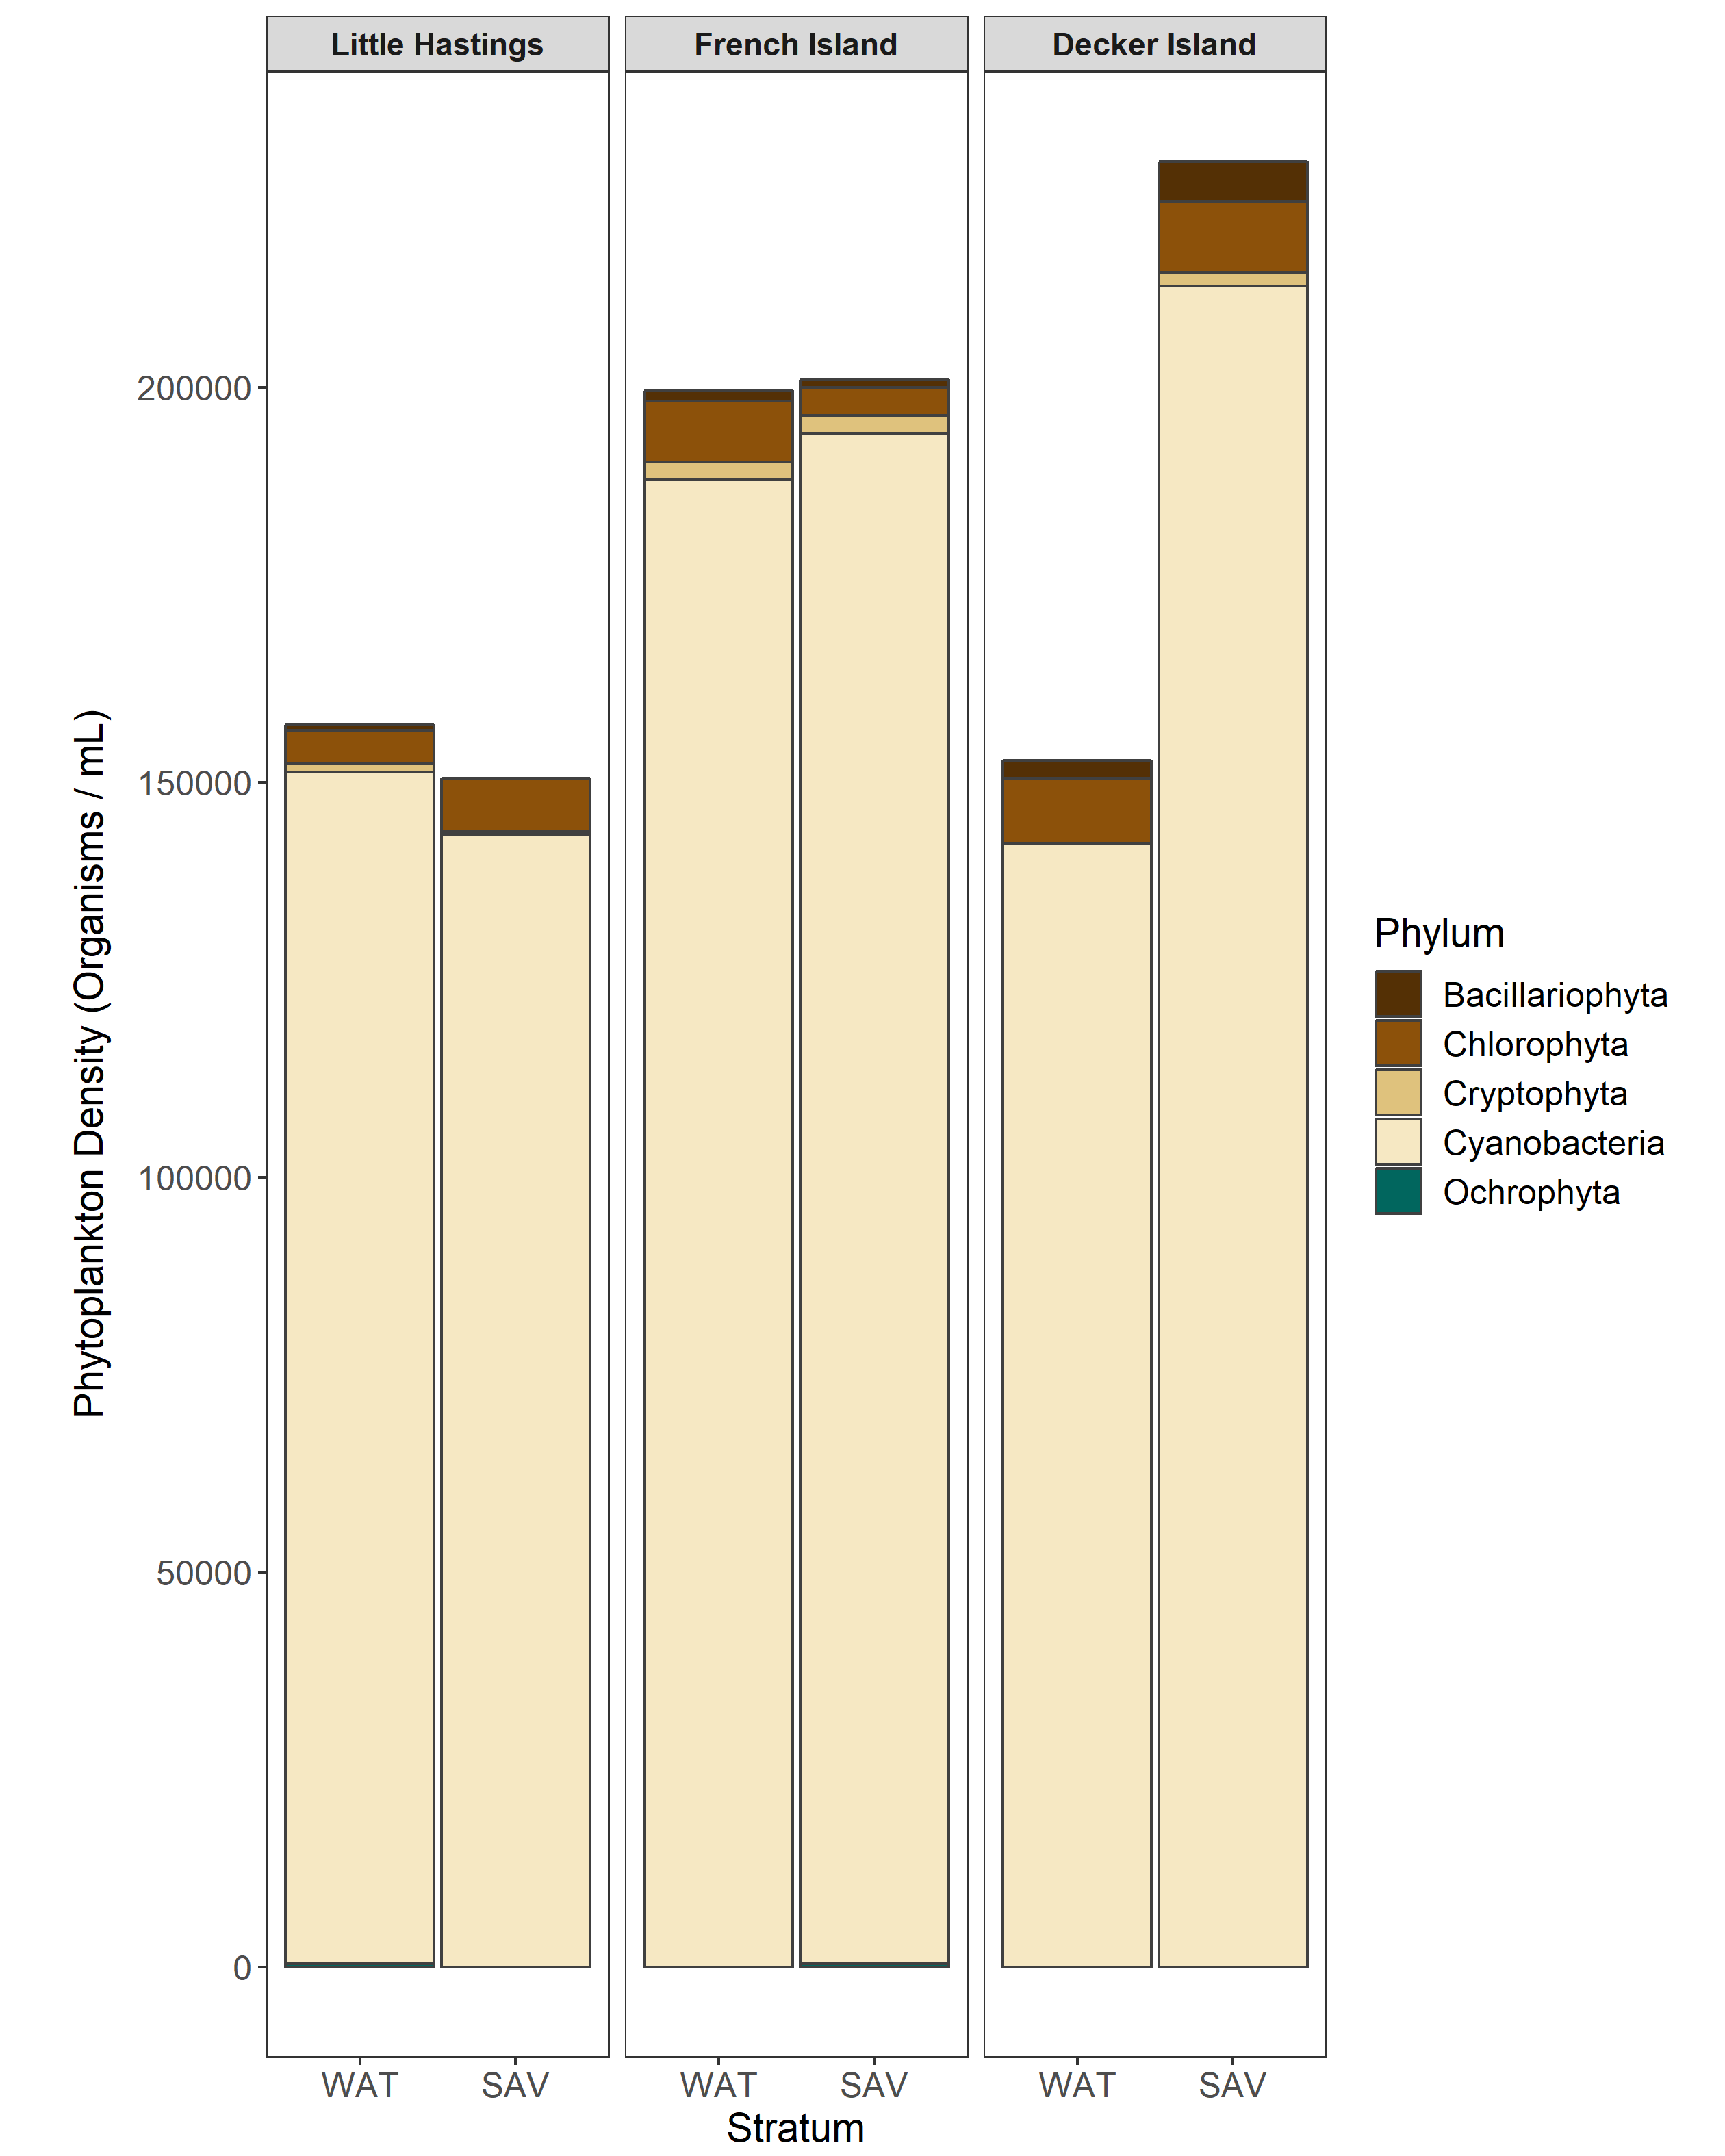 Little Hastings
French Island
Decker Island
Phytoplankton Density (Organisms / mL)
200000
150000
100000
50000
0
WAT
SAV
WAT
SAV
WAT
SAV
Stratum
Phylum
Bacillariophyta
Chlorophyta
Cryptophyta
Cyanobacteria
Ochrophyta